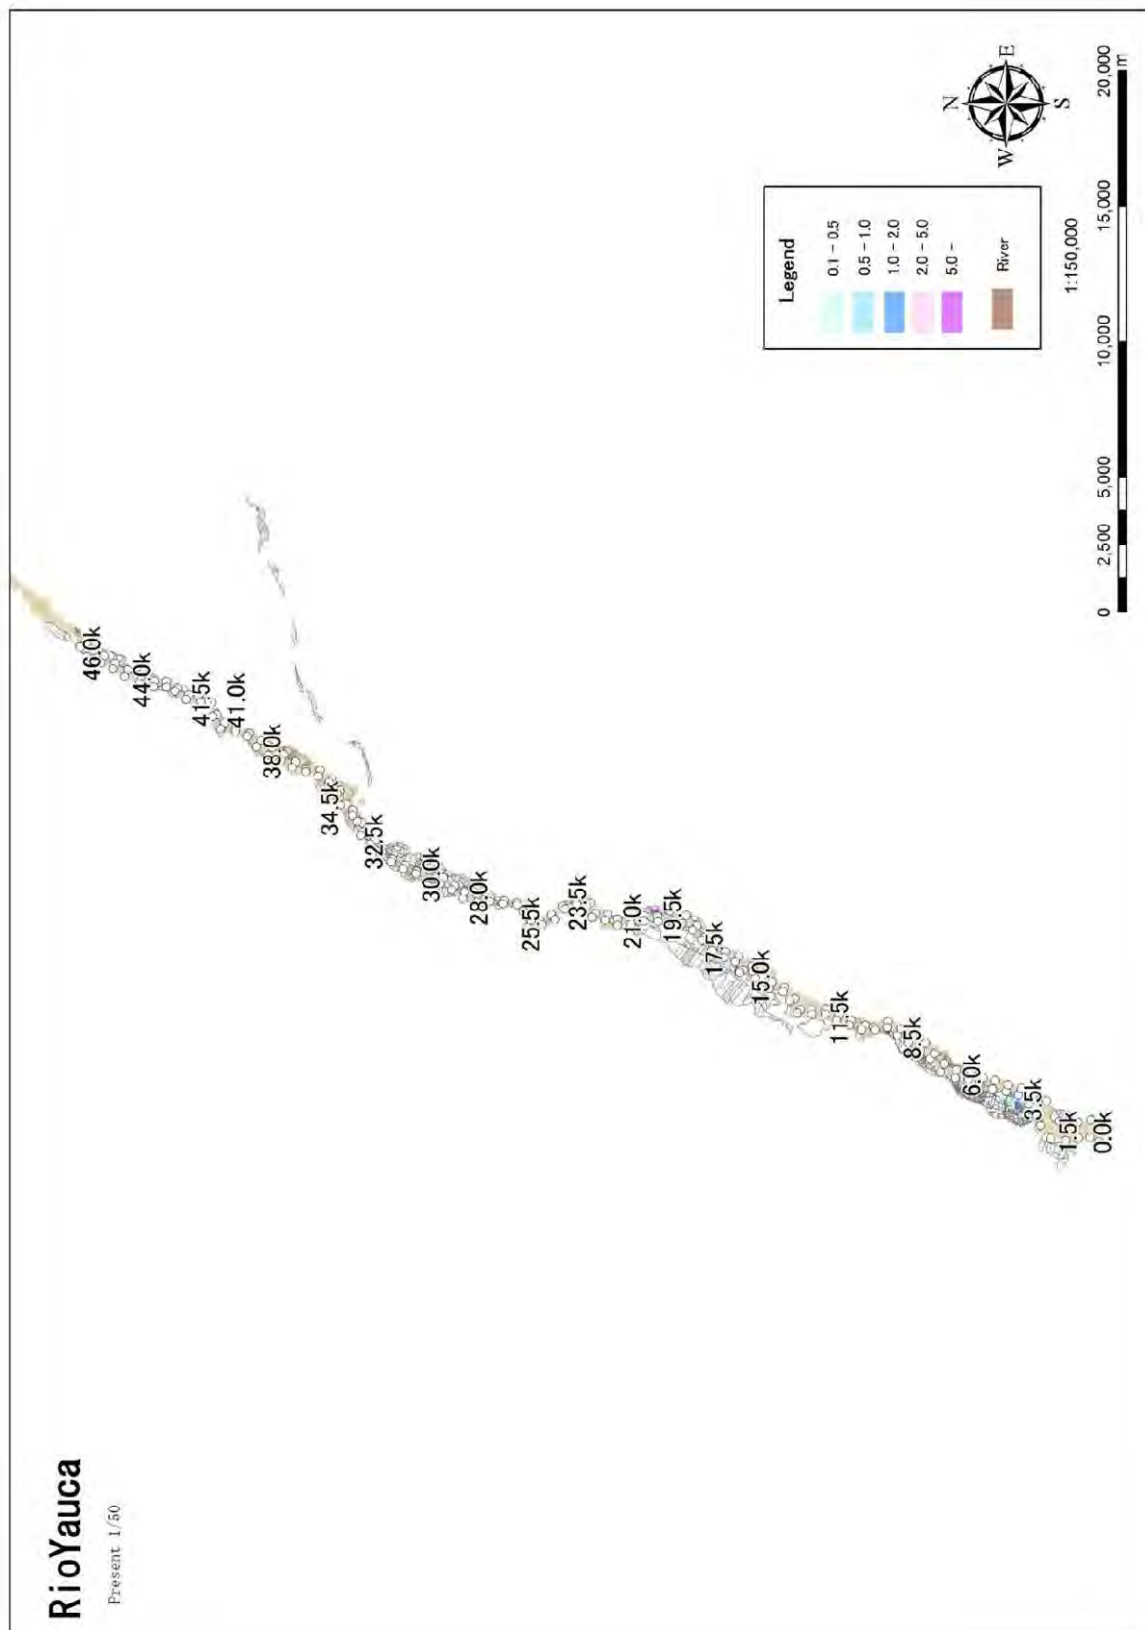 RioYauca
Present 1/50
46.0k
44.0k
41.5k
41.0k
38.0k
34.5k
32.5k
30.0k
28.0k
25.5k
23.5k
21.0k
19.5k
17.5k
15.0k
11.5k
8.5k
6.0k
3.5k
1.5k
0.0k
N
E
S
W
Legend
0.1 - 0.5
0.5 - 1.0
1.0 - 2.0
2.0 - 5.0
5.0 -
River
1:150,000
0 2,500 5,000 10,000 15,000 20,000
m